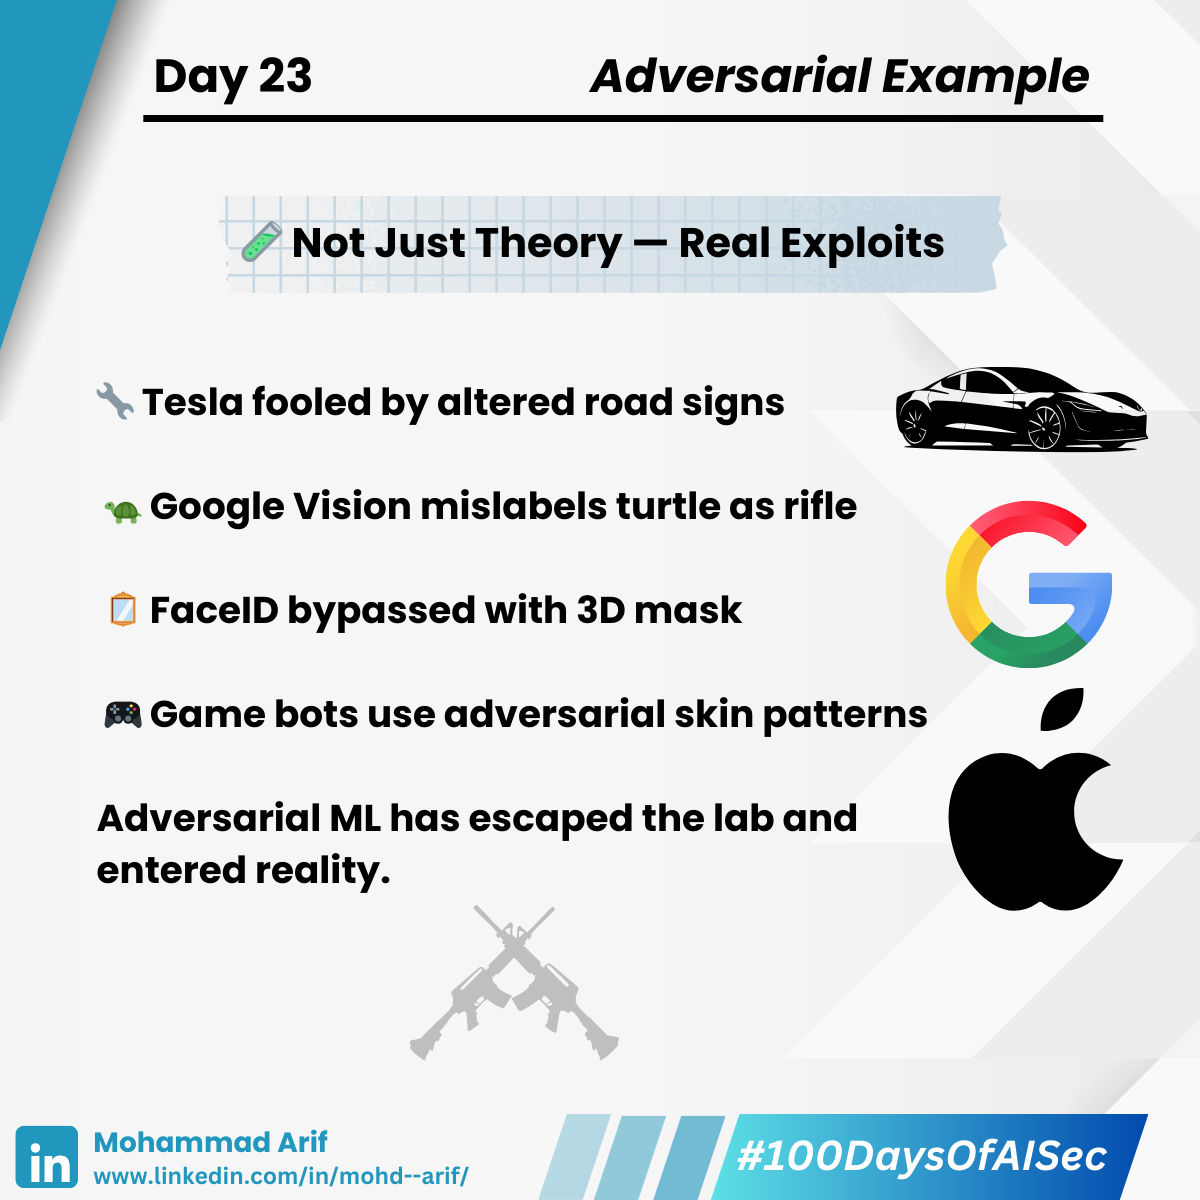 Day 23
Adversarial Example
Not Just Theory — Real Exploits
Tesla fooled by altered road signs
Google Vision mislabels turtle as rifle
FaceID bypassed with 3D mask
Game bots use adversarial skin patterns
Adversarial ML has escaped the lab and
entered reality.
in
Mohammad Arif
www.linkedin.com/in/mohd--arif/
#100DaysOfAISec